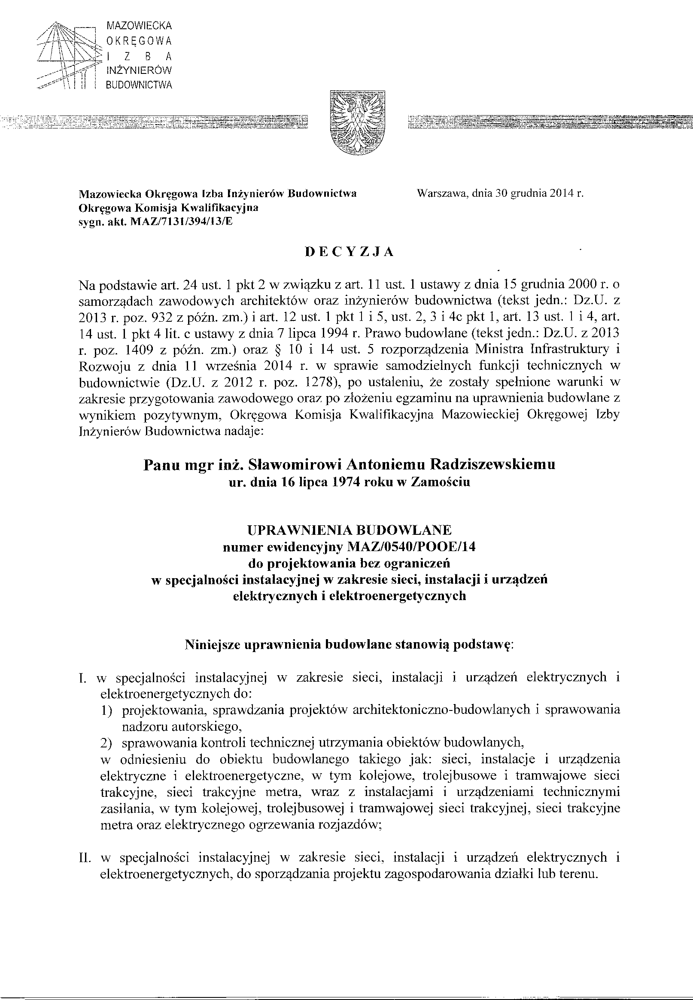 MAZOWIECKA
OKRĘGOWA
I Z B A
INŻYNIERÓW
BUDOWNICTWA
Mazowiecka Okręgowa Izba Inżynierów Budownictwa
Warszawa, dnia 30 grudnia 2014 r.
Okręgowa Komisja Kwalifikacyjna
sygn. akt. MAZ/7131/394/13/E
D E C Y Z J A
Na podstawie art. 24 ust. 1 pkt 2 w związku z art. 11 ust. 1 ustawy z dnia 15 grudnia 2000 r. o
samorządach zawodowych architektów oraz inżynierów budownictwa (tekst jedn.: Dz.U. z
2013 r. poz. 932 z późn. zm.) i art. 12 ust. 1 pkt 1 i 5, ust. 2, 3 i 4c pkt 1, art. 13 ust. 1 i 4, art.
14 ust. 1 pkt 4 lit. c ustawy z dnia 7 lipca 1994 r. Prawo budowlane (tekst jedn.: Dz.U. z 2013
r. poz. 1409 z późn. zm.) oraz § 10 i 14 ust. 5 rozporządzenia Ministra Infrastruktury i
Rozwoju z dnia 11 września 2014 r. w sprawie samodzielnych funkcji technicznych w
budownictwie (Dz.U. z 2012 r. poz. 1278), po ustaleniu, że zostały spełnione warunki w
zakresie przygotowania zawodowego oraz po złożeniu egzaminu na uprawnienia budowlane z
wynikiem pozytywnym, Okręgowa Komisja Kwalifikacyjna Mazowieckiej Okręgowej Izby
Inżynierów Budownictwa nadaje:
Panu mgr inż. Sławomirowi Antoniemu Radziszewskiemu
ur. dnia 16 lipca 1974 roku w Zamościu
UPRAWNIENIA BUDOWLANE
numer ewidencyjny MAZ/0540/POOE/14
do projektowania bez ograniczeń
w specjalności instalacyjnej w zakresie sieci, instalacji i urządzeń
elektrycznych i elektroenergetycznych
Niniejsze uprawnienia budowlane stanowią podstawę:
I. w specjalności instalacyjnej w zakresie sieci, instalacji i urządzeń elektrycznych i
elektroenergetycznych do:
1) projektowania, sprawdzania projektów architektoniczno-budowlanych i sprawowania
nadzoru autorskiego,
2) sprawowania kontroli technicznej utrzymania obiektów budowlanych,
w odniesieniu do obiektu budowlanego takiego jak: sieci, instalacje i urządzenia
elektryczne i elektroenergetyczne, w tym kolejowe, trolejbusowe i tramwajowe sieci
trakcyjne, sieci trakcyjne metra, wraz z instalacjami i urządzeniami technicznymi
zasilania, w tym kolejowej, trolejbusowej i tramwajowej sieci trakcyjnej, sieci trakcyjne
metra oraz elektrycznego ogrzewania rozjazdów;
II. w specjalności instalacyjnej w zakresie sieci, instalacji i urządzeń elektrycznych i
elektroenergetycznych, do sporządzania projektu zagospodarowania działki lub terenu.